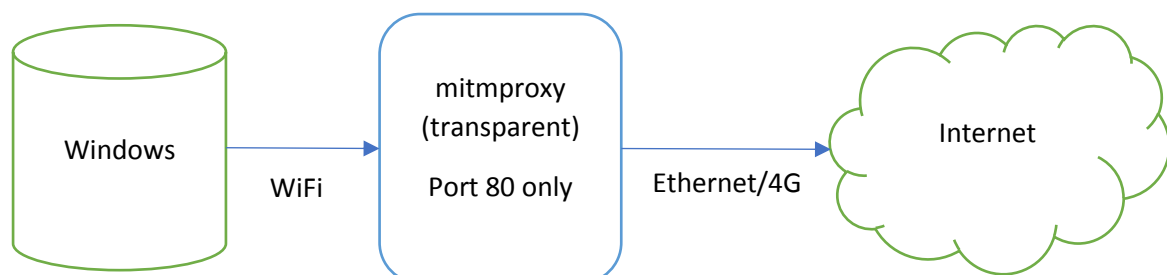 Windows
WiFi
mitmproxy
(transparent)
Port 80 only
Ethernet/4G
Internet